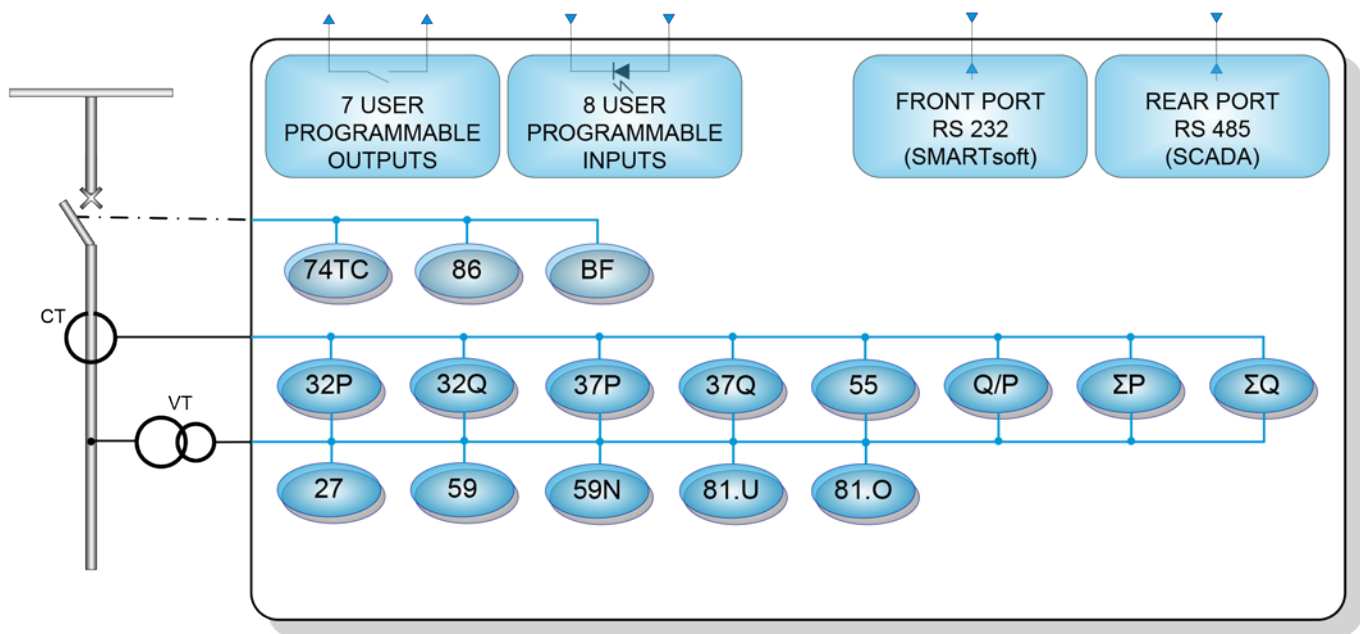 7 USER
PROGRAMMABLE
OUTPUTS
8 USER
PROGRAMMABLE
INPUTS
FRONT PORT
RS 232
(SMARTsoft)
REAR PORT
RS 485
(SCADA)
74TC
86
BF
CT
32P
32Q
37P
37Q
55
Q/P
ΣP
ΣQ
VT
27
59
59N
81.U
81.O